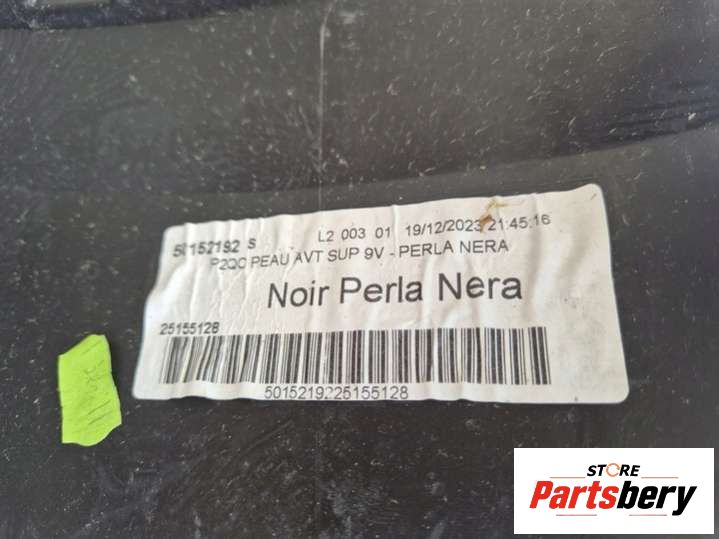 50152192 S L2 003 01 19/12/2023 21:45:16
P2QO PEAU AVT SUP 9V - PERLA NERA
Noir Perla Nera
25155128
5015219225155128
STORE
Partsbery